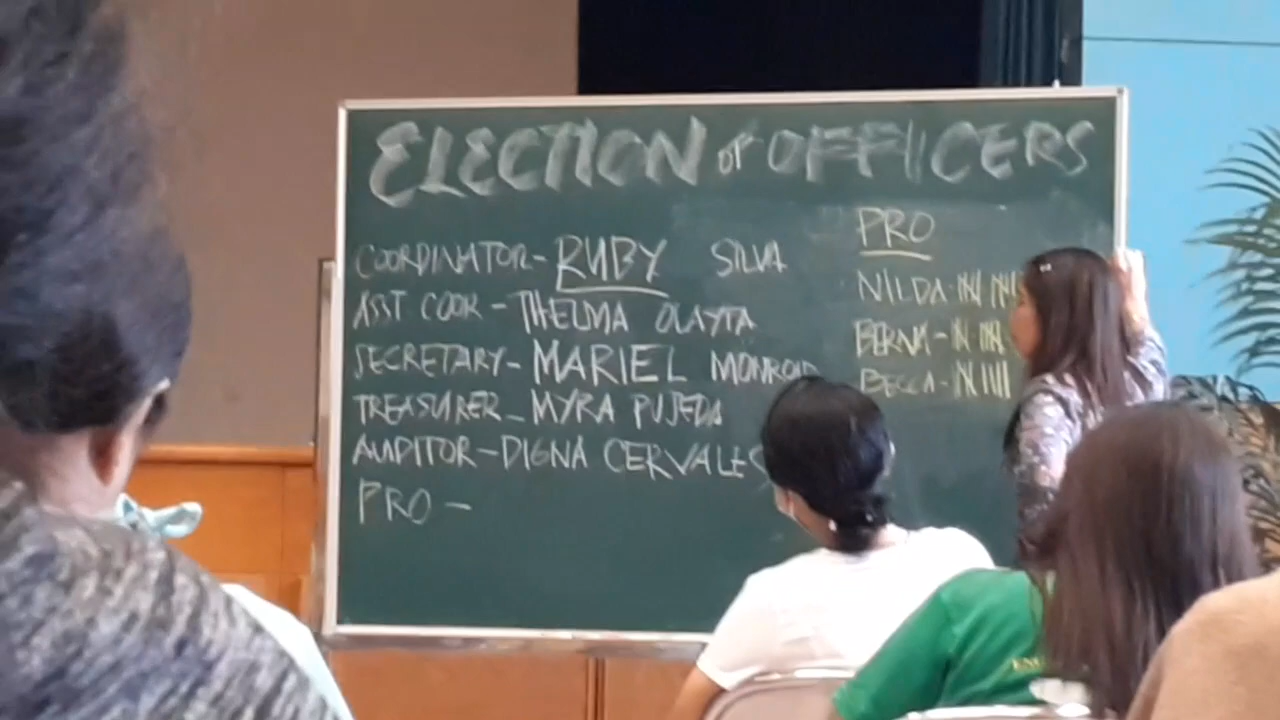 ELECTION OF OFFICERS
COORDINATOR - RUBY SILVA
ASST COOR - THELMA OLAYTA
SECRETARY - MARIEL MONROID
TREASURER - MYRA PUJEDA
AUDITOR - DIGNA CERVALES
PRO -
PRO
NILDA -
BERNA -
BECCA -